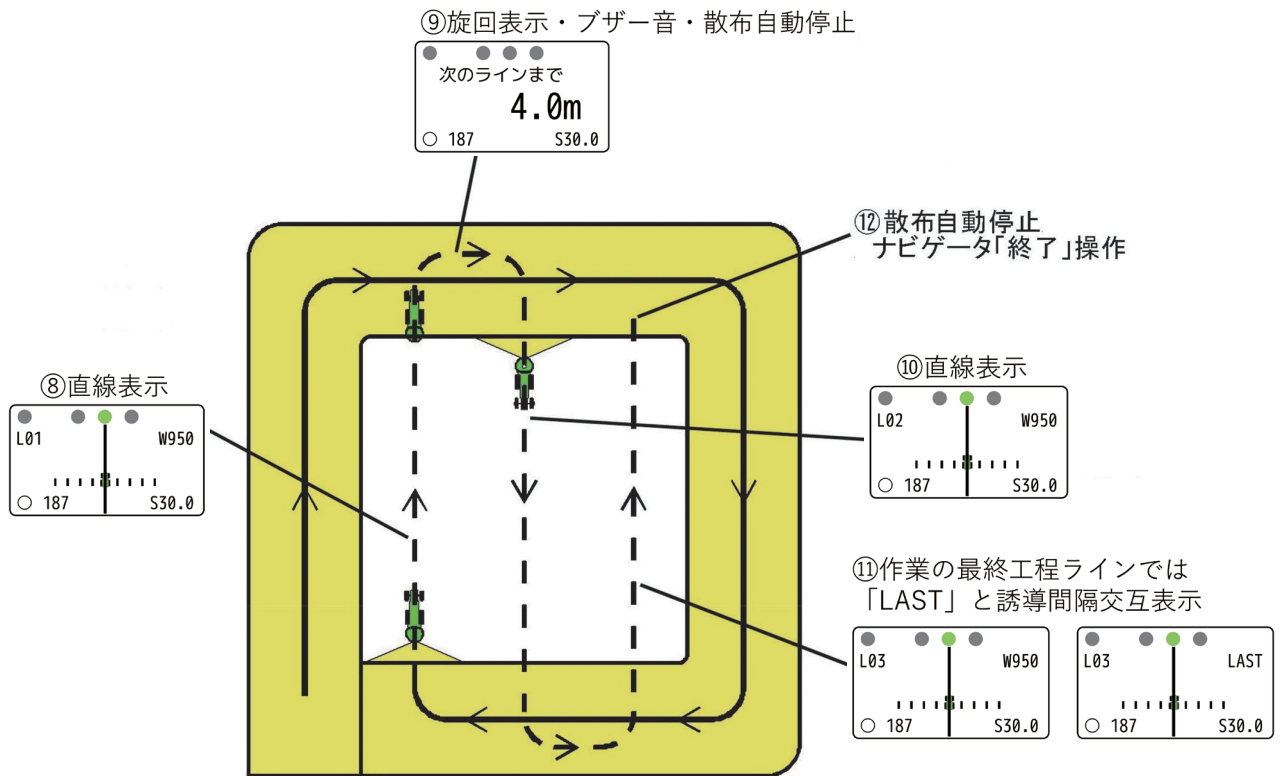 ⑨旋回表示・ブザー音・散布自動停止
次のラインまで
4.0m
○ 187 S30.0
⑫散布自動停止
ナビゲータ「終了」操作
⑧直線表示
L01 W950
○ 187 S30.0
⑩直線表示
L02 W950
○ 187 S30.0
⑪作業の最終工程ラインでは
「LAST」と誘導間隔交互表示
L03 W950
○ 187 S30.0
L03 LAST
○ 187 S30.0